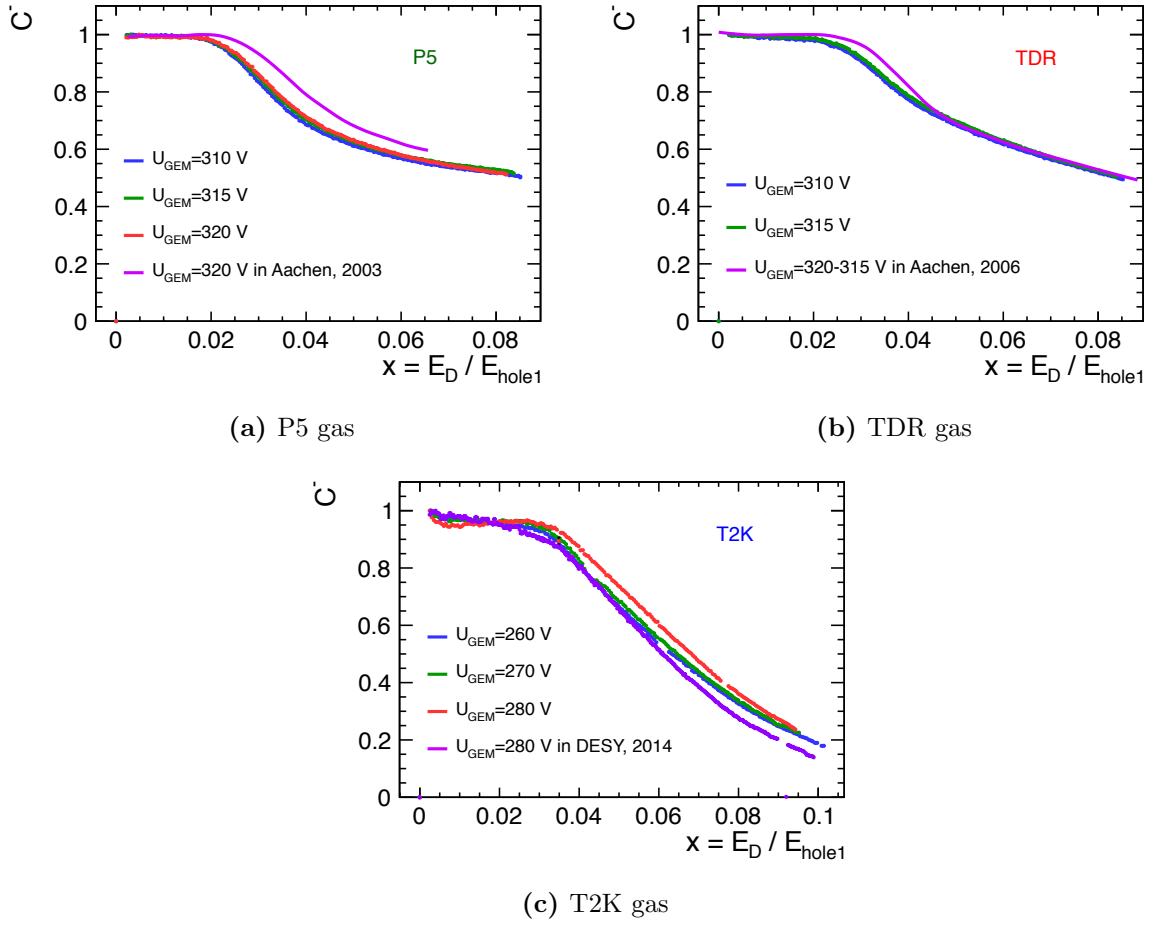 C⁻
1
0.8
0.6
0.4
0.2
0
P5
U_GEM=310 V
U_GEM=315 V
U_GEM=320 V
U_GEM=320 V in Aachen, 2003
0 0.02 0.04 0.06 0.08
x = E_D / E_hole1
(a) P5 gas
C⁻
1
0.8
0.6
0.4
0.2
0
TDR
U_GEM=310 V
U_GEM=315 V
U_GEM=320-315 V in Aachen, 2006
0 0.02 0.04 0.06 0.08
x = E_D / E_hole1
(b) TDR gas
C⁻
1
0.8
0.6
0.4
0.2
0
T2K
U_GEM=260 V
U_GEM=270 V
U_GEM=280 V
U_GEM=280 V in DESY, 2014
0 0.02 0.04 0.06 0.08 0.1
x = E_D / E_hole1
(c) T2K gas